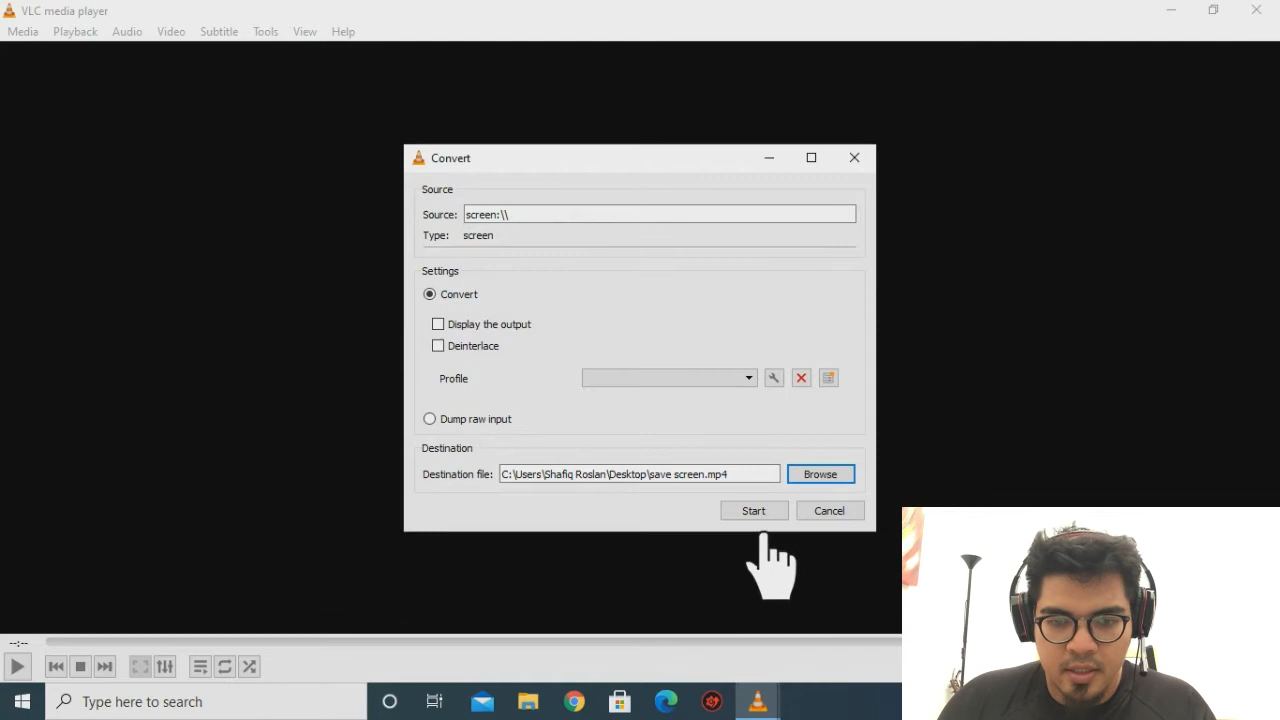 VLC media player
Media Playback Audio Video Subtitle Tools View Help
Convert
Source
Source: screen:\\
Type: screen
Settings
Convert
Display the output
Deinterlace
Profile
Dump raw input
Destination
Destination file: C:\Users\Shafiq Roslan\Desktop\save screen.mp4 Browse
Start Cancel
--:--
Type here to search